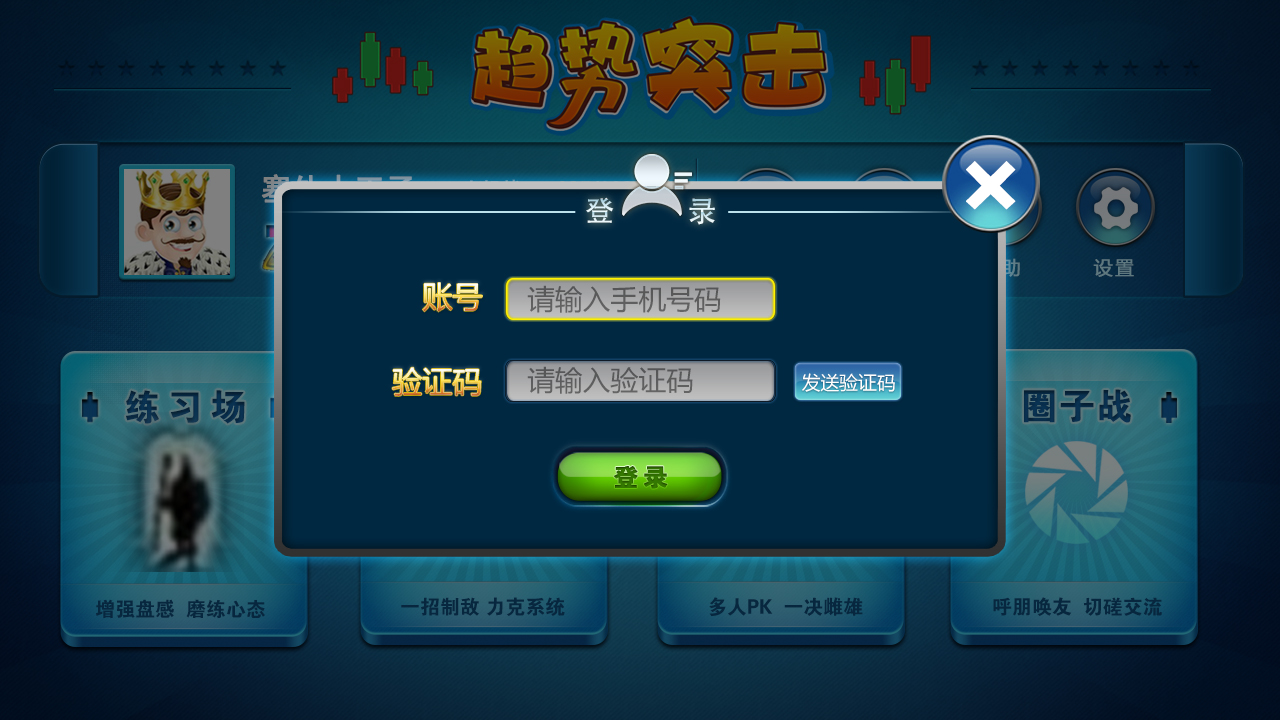 趋势突击
登录
助
设置
账号 请输入手机号码
验证码 请输入验证码 发送验证码
练习场
圈子战
登录
增强盘感 磨练心态
一招制敌 力克系统
多人PK 一决雌雄
呼朋唤友 切磋交流